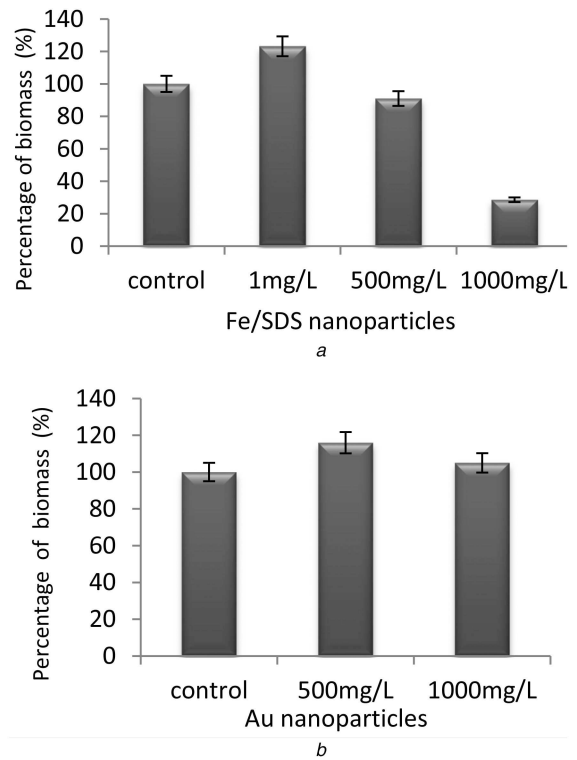 140
120
100
80
60
40
20
0
Percentage of biomass (%)
control 1mg/L 500mg/L 1000mg/L
Fe/SDS nanoparticles
a
140
120
100
80
60
40
20
0
Percentage of biomass (%)
control 500mg/L 1000mg/L
Au nanoparticles
b